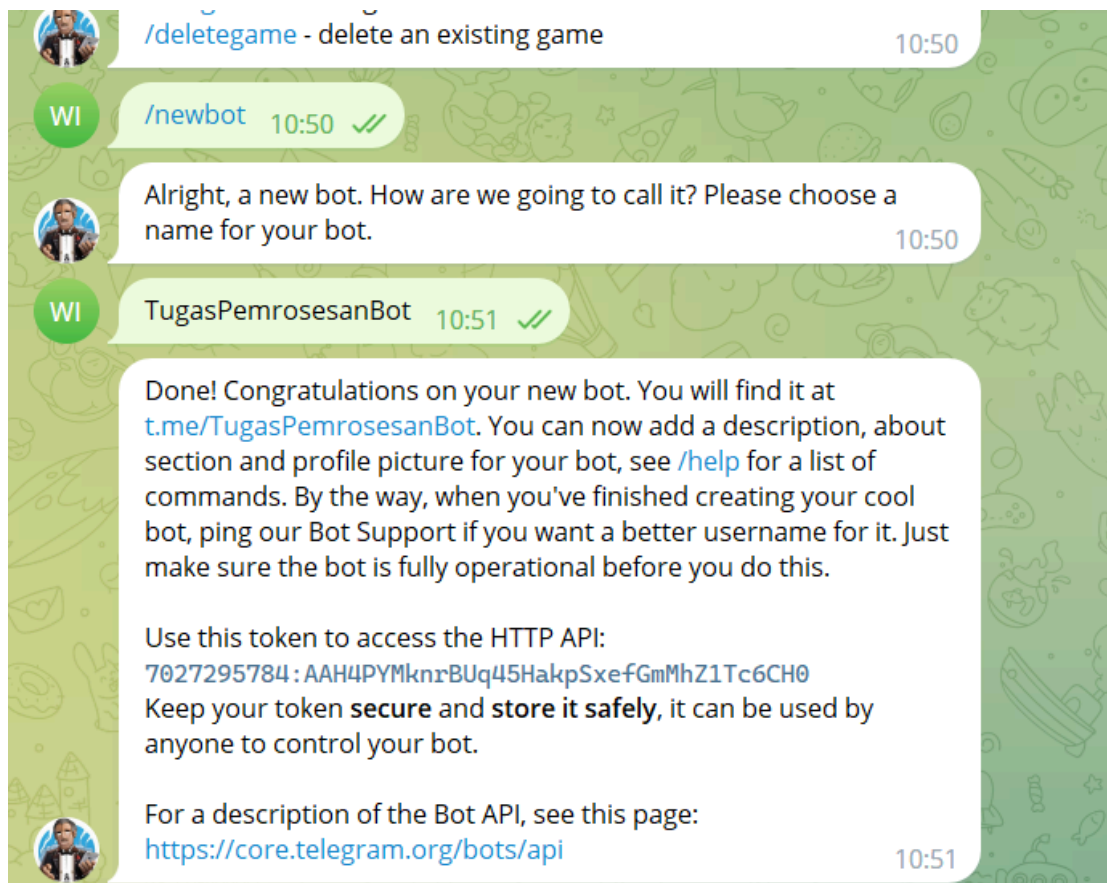 /deletegame - delete an existing game
10:50
WI
/newbot 10:50
Alright, a new bot. How are we going to call it? Please choose a
name for your bot.
10:50
WI
TugasPemrosesanBot 10:51
Done! Congratulations on your new bot. You will find it at
t.me/TugasPemrosesanBot. You can now add a description, about
section and profile picture for your bot, see /help for a list of
commands. By the way, when you've finished creating your cool
bot, ping our Bot Support if you want a better username for it. Just
make sure the bot is fully operational before you do this.
Use this token to access the HTTP API:
7027295784:AAH4PYMknrBUq45HakpSxefGmMhZ1Tc6CH0
Keep your token secure and store it safely, it can be used by
anyone to control your bot.
For a description of the Bot API, see this page:
https://core.telegram.org/bots/api
10:51